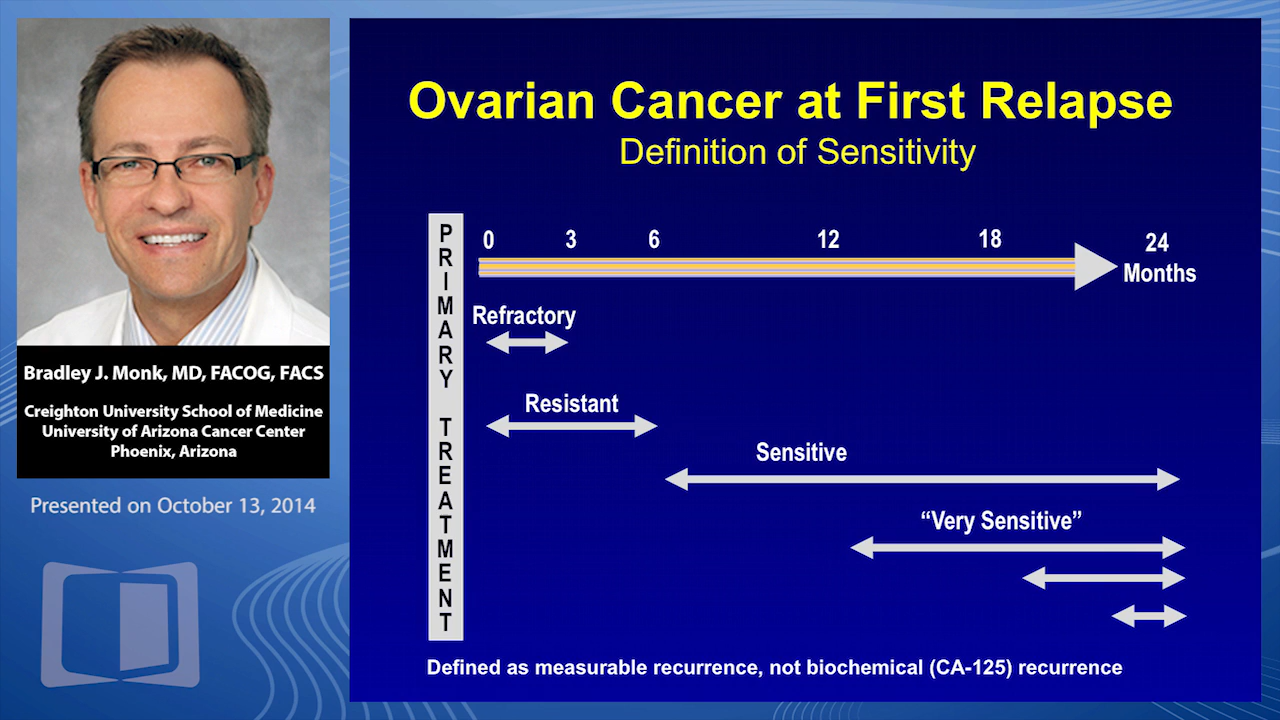 Bradley J. Monk, MD, FACOG, FACS
Creighton University School of Medicine
University of Arizona Cancer Center
Phoenix, Arizona
Presented on October 13, 2014
Ovarian Cancer at First Relapse
Definition of Sensitivity
PRIMARY TREATMENT
0 3 6 12 18 24
Months
Refractory
Resistant
Sensitive
“Very Sensitive”
Defined as measurable recurrence, not biochemical (CA-125) recurrence